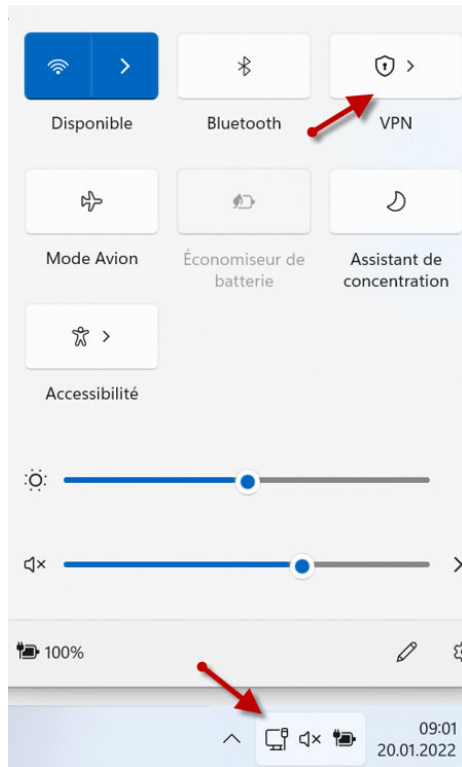 Disponible
Bluetooth
VPN
Mode Avion
Économiseur de
batterie
Assistant de
concentration
Accessibilité
100%
09:01
20.01.2022